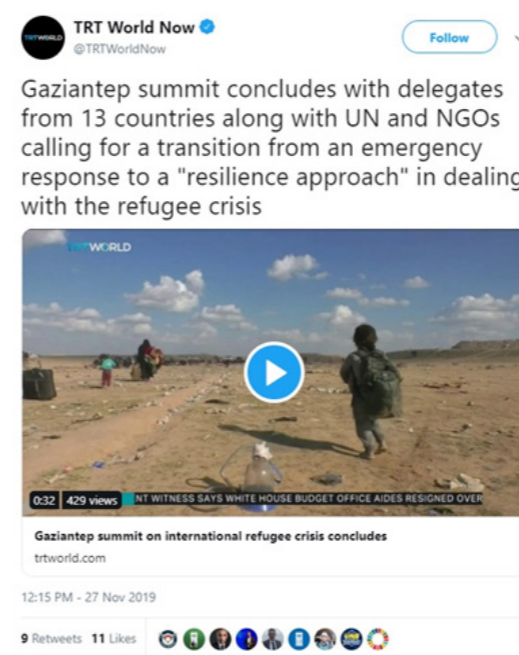 TRT World Now
@TRTWorldNow
Follow
Gaziantep summit concludes with delegates
from 13 countries along with UN and NGOs
calling for a transition from an emergency
response to a "resilience approach" in dealing
with the refugee crisis
TRTWORLD
0:32 429 views NT WITNESS SAYS WHITE HOUSE BUDGET OFFICE AIDES RESIGNED OVER
Gaziantep summit on international refugee crisis concludes
trtworld.com
12:15 PM - 27 Nov 2019
9 Retweets 11 Likes